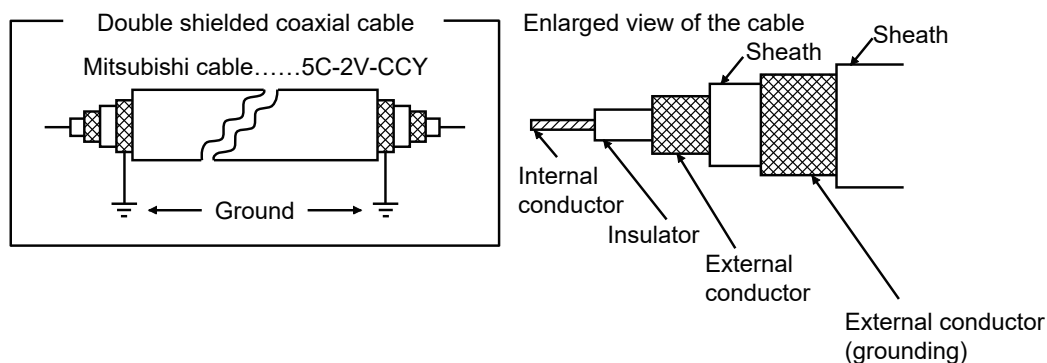 Double shielded coaxial cable
Mitsubishi cable......5C-2V-CCY
Ground
Enlarged view of the cable
Sheath
Sheath
Internal
conductor
Insulator
External
conductor
External conductor
(grounding)